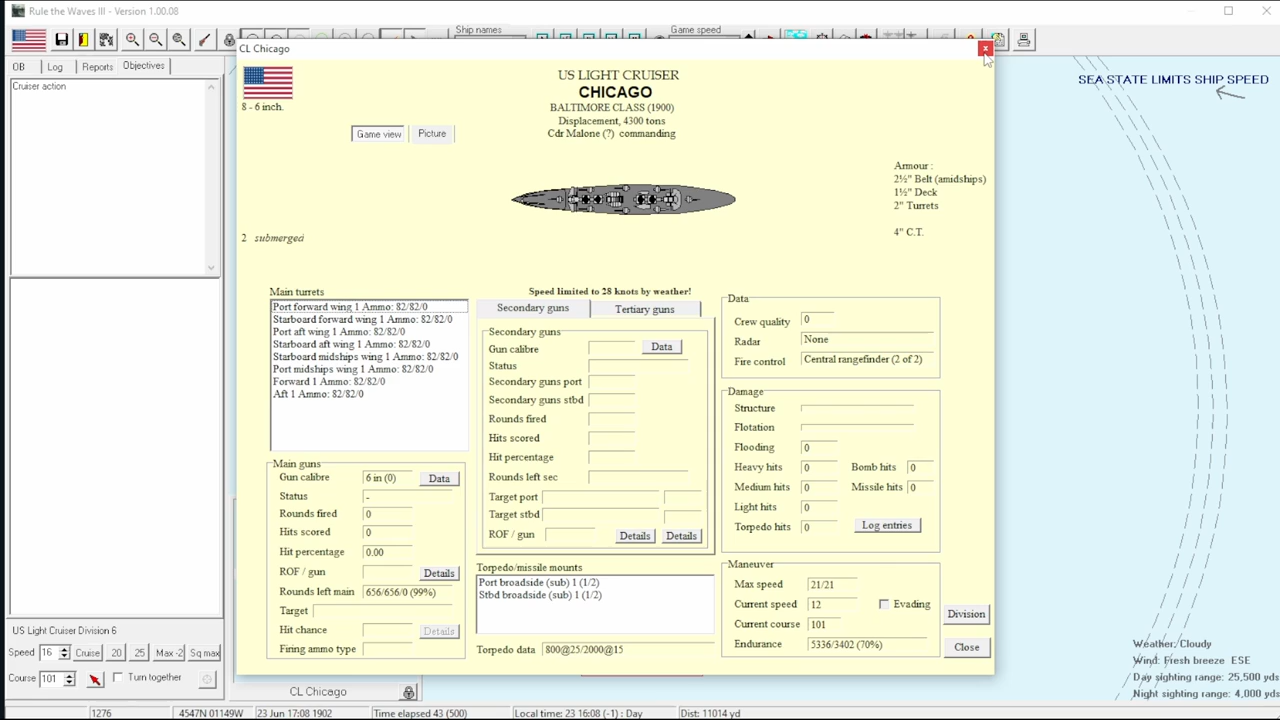 Rule the Waves III - Version 1.00.08
Ship names
Game speed
OB
Log
Reports
Objectives
Cruiser action
CL Chicago
US LIGHT CRUISER
CHICAGO
BALTIMORE CLASS (1900)
Displacement, 4300 tons
Cdr Malone (?) commanding
8 - 6 inch.
Game view
Picture
Armour :
2½" Belt (amidships)
1½" Deck
2" Turrets
4" C.T.
2 submerged
SEA STATE LIMITS SHIP SPEED
Main turrets
Port forward wing 1 Ammo: 82/82/0
Starboard forward wing 1 Ammo: 82/82/0
Port aft wing 1 Ammo: 82/82/0
Starboard aft wing 1 Ammo: 82/82/0
Starboard midships wing 1 Ammo: 82/82/0
Port midships wing 1 Ammo: 82/82/0
Forward 1 Ammo: 82/82/0
Aft 1 Ammo: 82/82/0
Main guns
Gun calibre 6 in (0) Data
Status -
Rounds fired 0
Hits scored 0
Hit percentage 0.00
ROF / gun Details
Rounds left main 656/656/0 (99%)
Target
Hit chance Details
Firing ammo type
Speed limited to 28 knots by weather!
Secondary guns
Tertiary guns
Secondary guns
Gun calibre Data
Status
Secondary guns port
Secondary guns stbd
Rounds fired
Hits scored
Hit percentage
Rounds left sec
Target port
Target stbd
ROF / gun Details Details
Torpedo/missile mounts
Port broadside (sub) 1 (1/2)
Stbd broadside (sub) 1 (1/2)
Torpedo data 800@25/2000@15
Data
Crew quality 0
Radar None
Fire control Central rangefinder (2 of 2)
Damage
Structure
Flotation
Flooding 0
Heavy hits 0 Bomb hits 0
Medium hits 0 Missile hits 0
Light hits 0
Torpedo hits 0 Log entries
Maneuver
Max speed 21/21
Current speed 12 Evading
Current course 101
Endurance 5336/3402 (70%)
Division
Close
US Light Cruiser Division 6
Speed 16 Cruise 20 25 Max -2 Sq max
Course 101 Turn together
CL Chicago
Weather, Cloudy
Wind: Fresh breeze ESE
Day sighting range: 25,500 yds
Night sighting range: 4,000 yds
1276 4547N 01149W 23 Jun 17:08 1902 Time elapsed 43 (500) Local time: 23 16:08 (-1) : Day Dist: 11014 yd